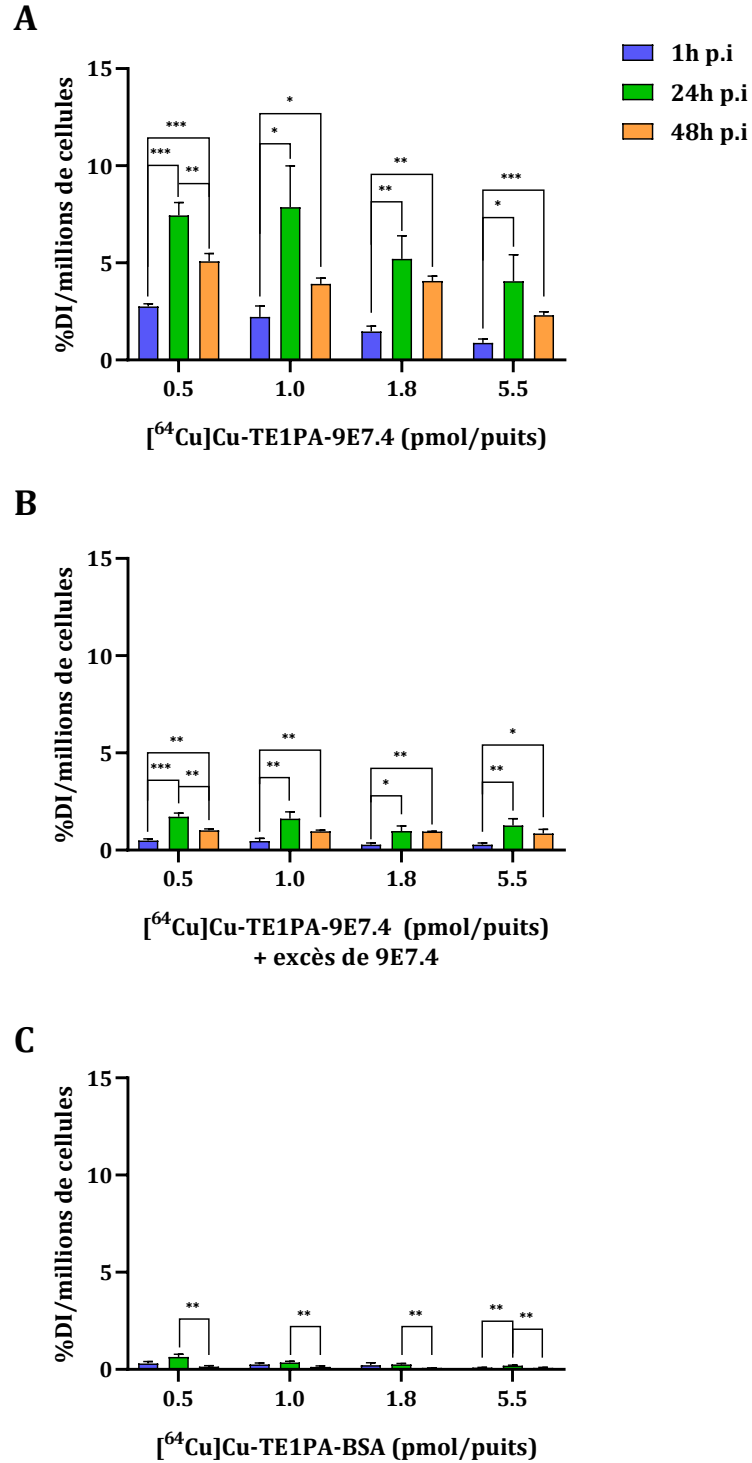 A
1h p.i
24h p.i
48h p.i
%DI/millions de cellules
15
10
5
0
***
***
**
*
*
**
**
***
*
0.5 1.0 1.8 5.5
[⁶⁴Cu]Cu-TE1PA-9E7.4 (pmol/puits)
B
%DI/millions de cellules
15
10
5
0
**
***
**
**
**
**
*
*
**
0.5 1.0 1.8 5.5
[⁶⁴Cu]Cu-TE1PA-9E7.4 (pmol/puits)
+ excès de 9E7.4
C
%DI/millions de cellules
15
10
5
0
**
**
**
**
**
0.5 1.0 1.8 5.5
[⁶⁴Cu]Cu-TE1PA-BSA (pmol/puits)